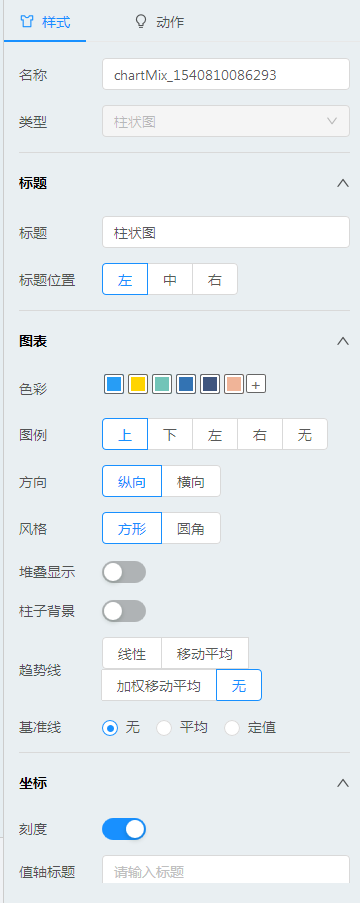 样式 动作
名称 chartMix_1540810086293
类型 柱状图
标题
标题 柱状图
标题位置 左 中 右
图表
色彩 +
图例 上 下 左 右 无
方向 纵向 横向
风格 方形 圆角
堆叠显示
柱子背景
线性 移动平均
趋势线
加权移动平均 无
基准线 无 平均 定值
坐标
刻度
值轴标题 请输入标题